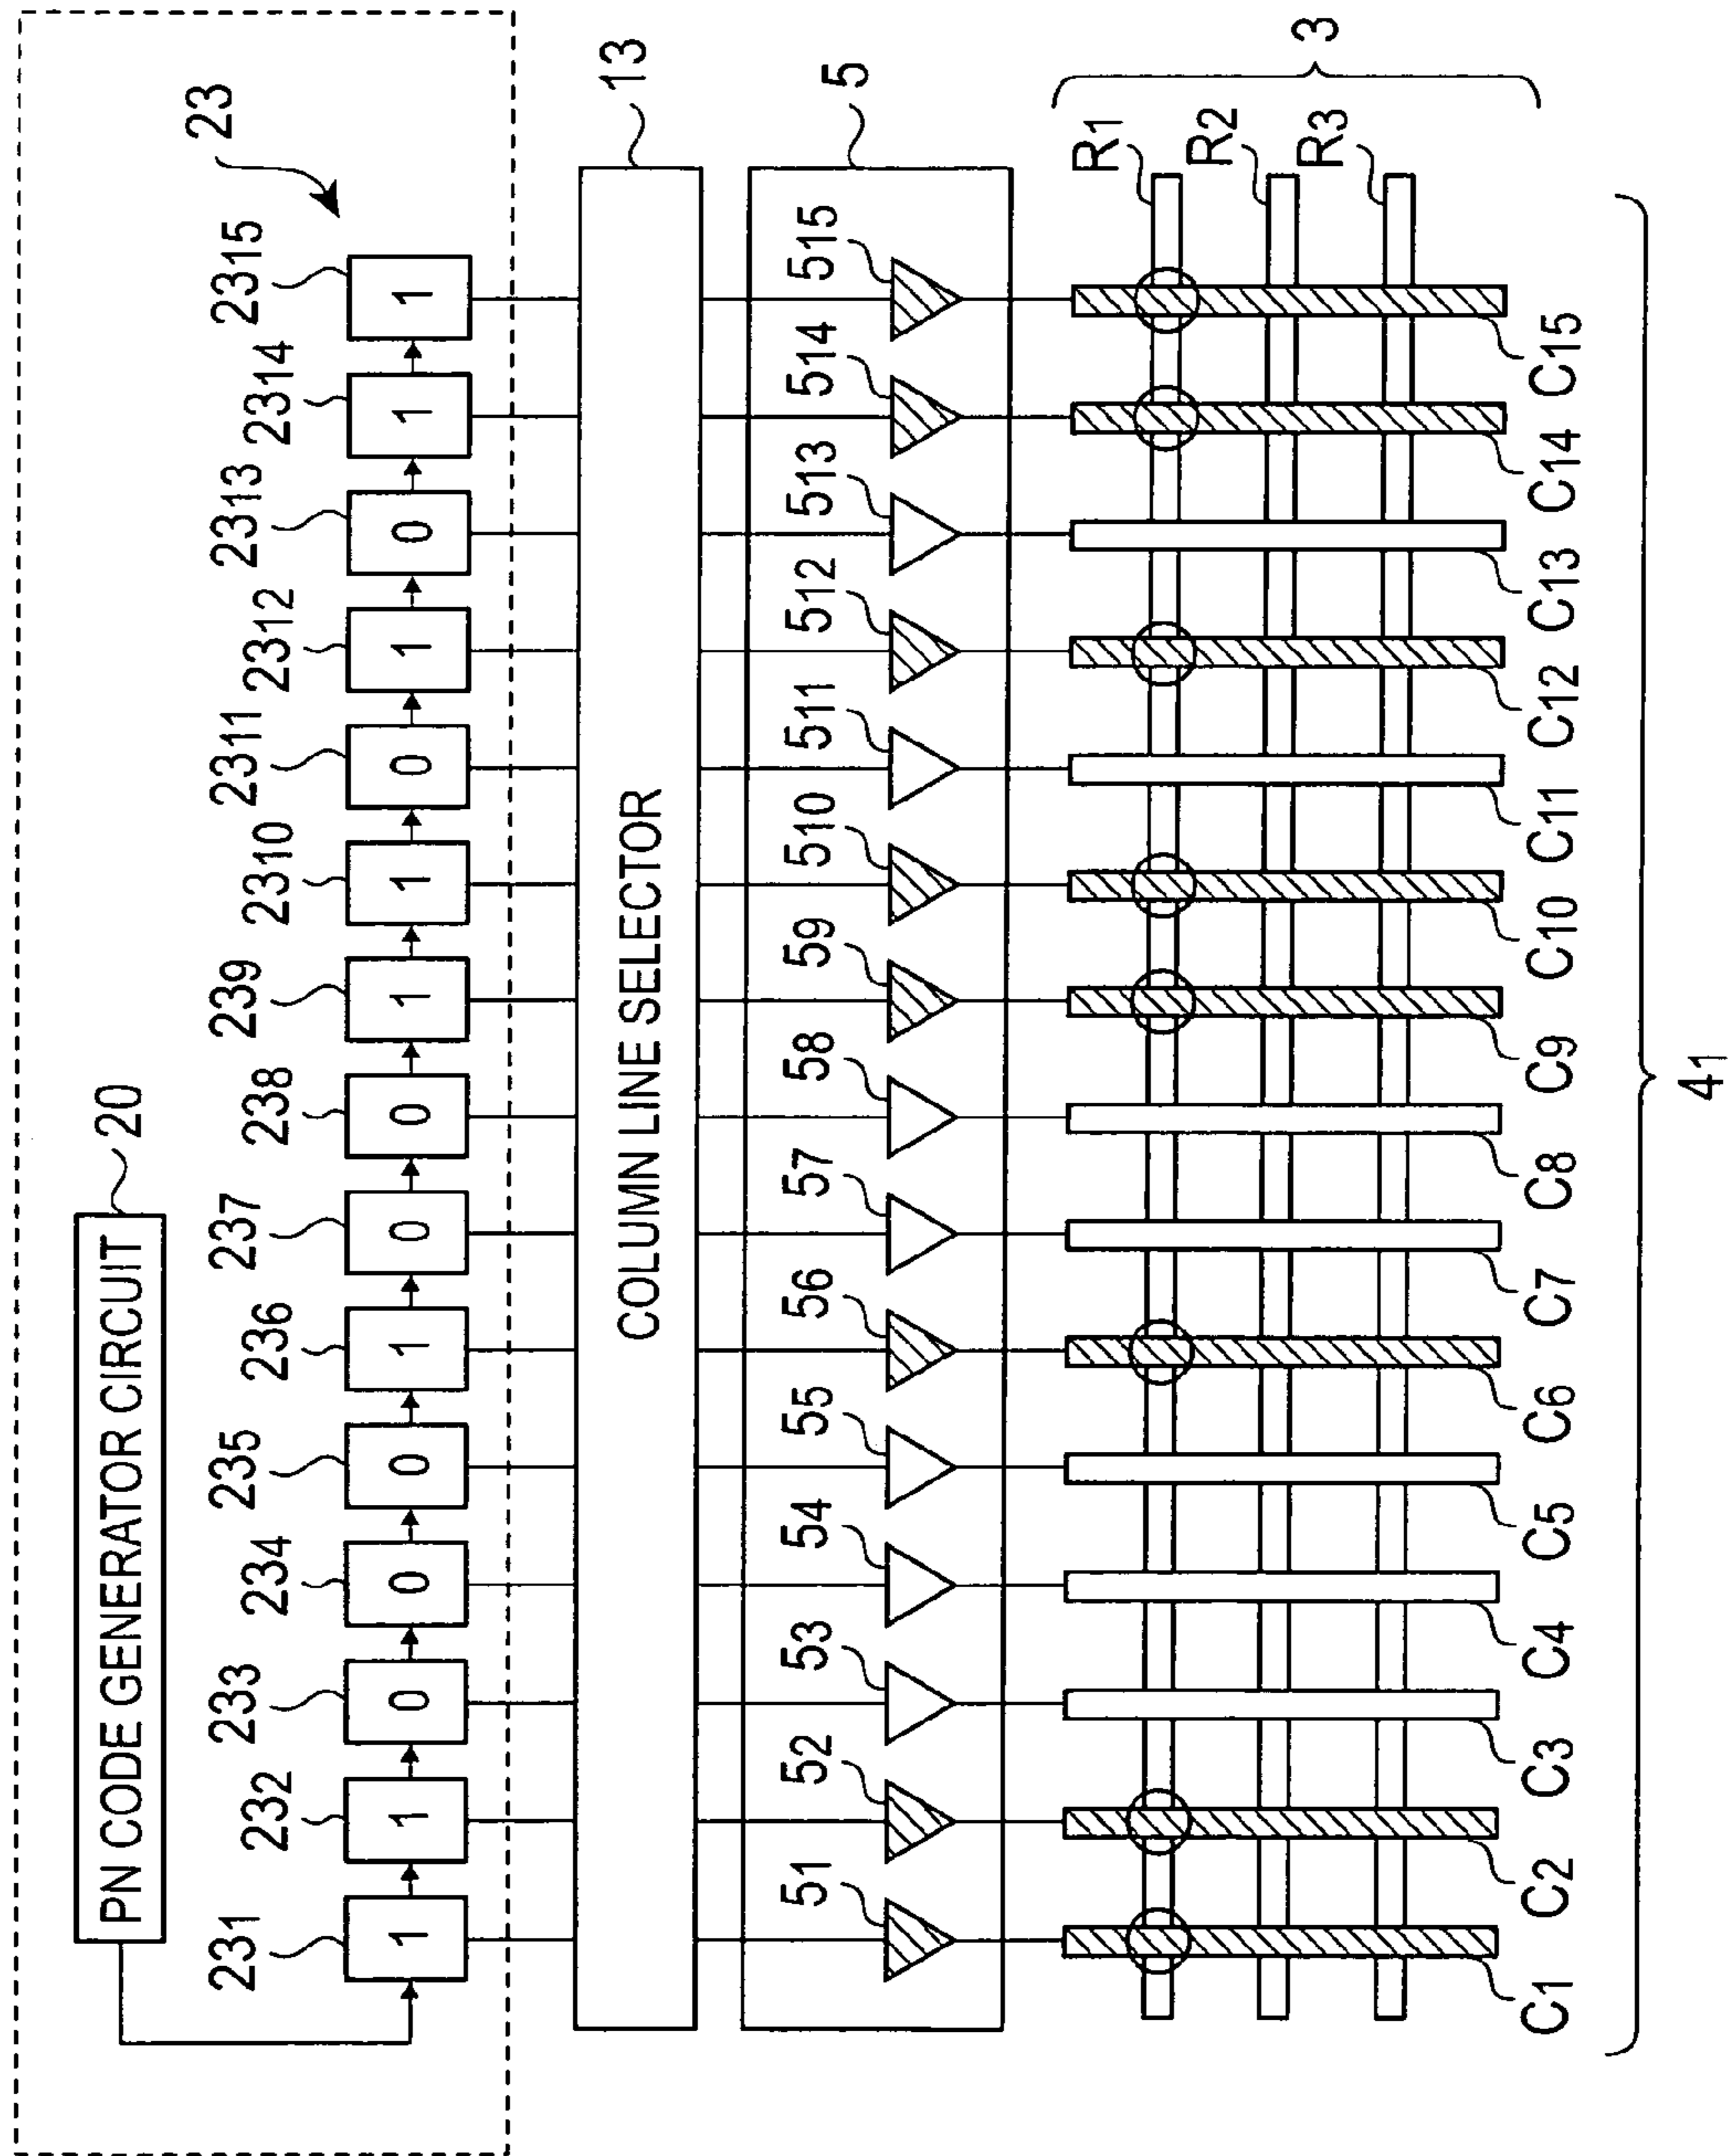 PN CODE GENERATOR CIRCUIT
20
23
231 232 233 234 235 236 237 238 239 2310 2311 2312 2313 2314 2315
1 1 0 0 0 1 0 0 1 1 0 1 0 1 1
COLUMN LINE SELECTOR
13
5
51 52 53 54 55 56 57 58 59 510 511 512 513 514 515
R1
R2
R3
3
C1 C2 C3 C4 C5 C6 C7 C8 C9 C10 C11 C12 C13 C14 C15
41